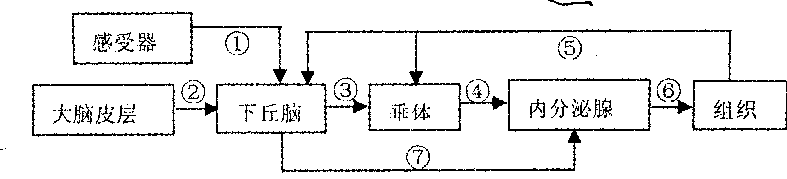 感受器
①
⑤
大脑皮层
②
下丘脑
③
垂体
④
内分泌腺
⑥
组织
⑦